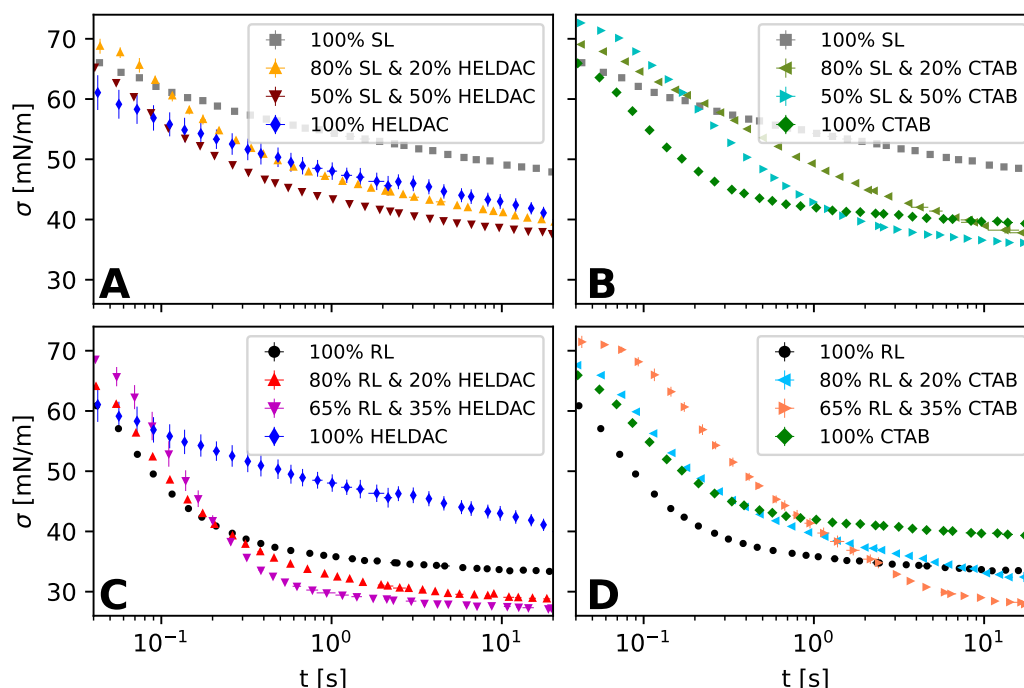 70
60
50
40
30
σ [mN/m]
100% SL
80% SL & 20% HELDAC
50% SL & 50% HELDAC
100% HELDAC
A
100% SL
80% SL & 20% CTAB
50% SL & 50% CTAB
100% CTAB
B
70
60
50
40
30
σ [mN/m]
100% RL
80% RL & 20% HELDAC
65% RL & 35% HELDAC
100% HELDAC
C
100% RL
80% RL & 20% CTAB
65% RL & 35% CTAB
100% CTAB
D
10⁻¹ 10⁰ 10¹
10⁻¹ 10⁰ 10¹
t [s]
t [s]